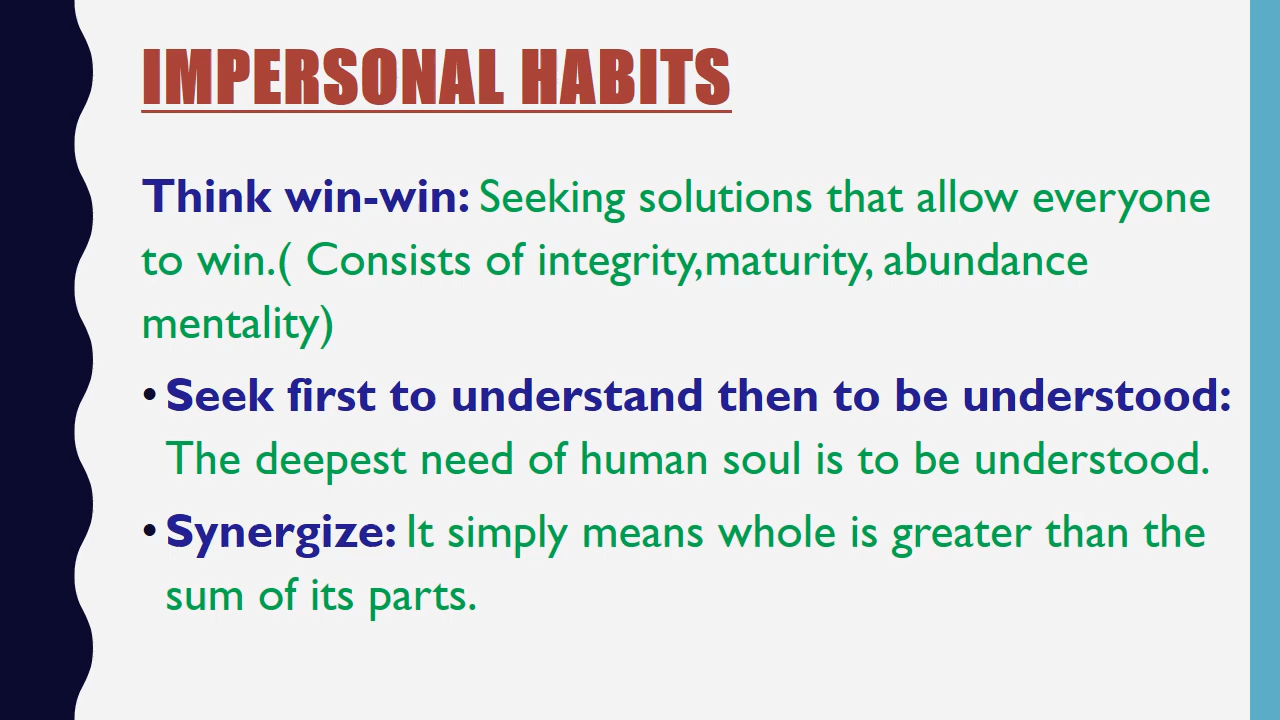 IMPERSONAL HABITS
Think win-win: Seeking solutions that allow everyone
to win.( Consists of integrity,maturity, abundance
mentality)
• Seek first to understand then to be understood:
The deepest need of human soul is to be understood.
• Synergize: It simply means whole is greater than the
sum of its parts.